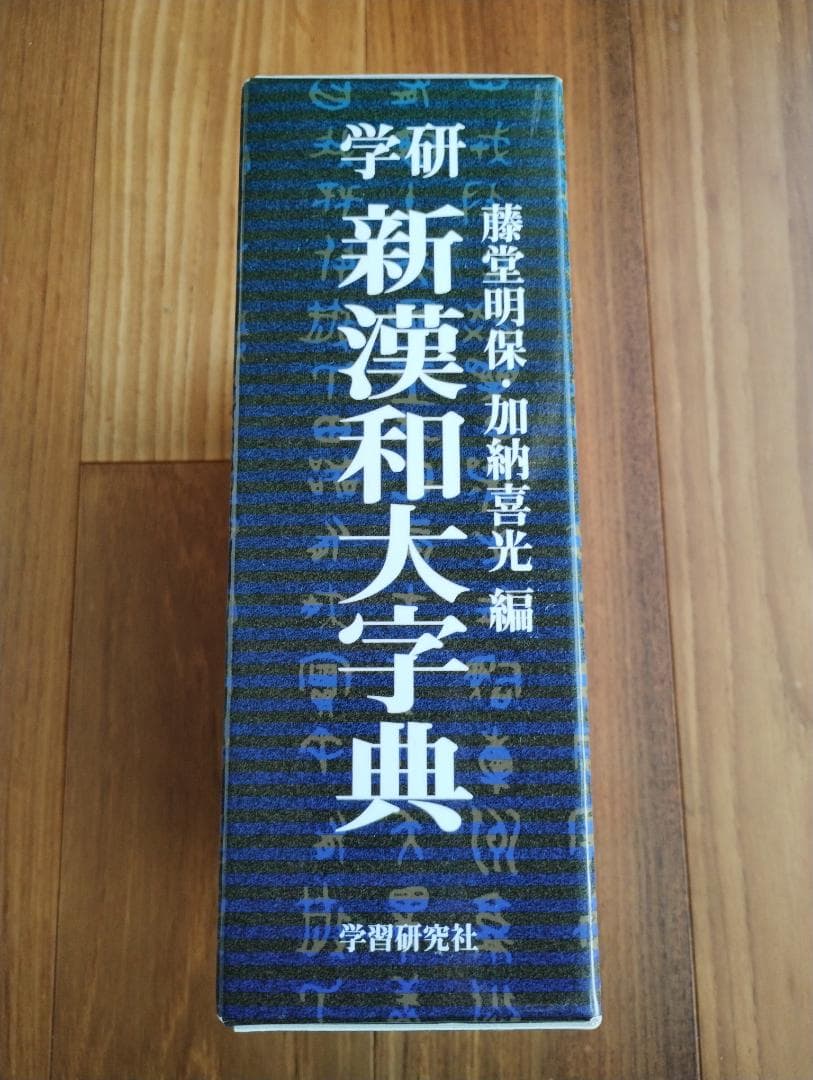 学研
新漢和大字典
藤堂明保・加納喜光 編
学習研究社